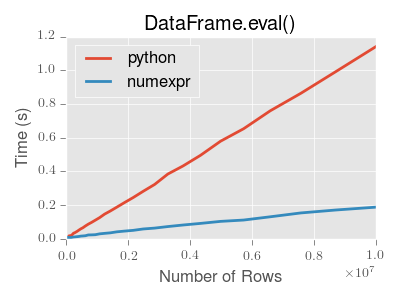 DataFrame.eval()
1.2
1.0
0.8
0.6
0.4
0.2
0.0
Time (s)
python
numexpr
0.0 0.2 0.4 0.6 0.8 1.0
×10⁷
Number of Rows